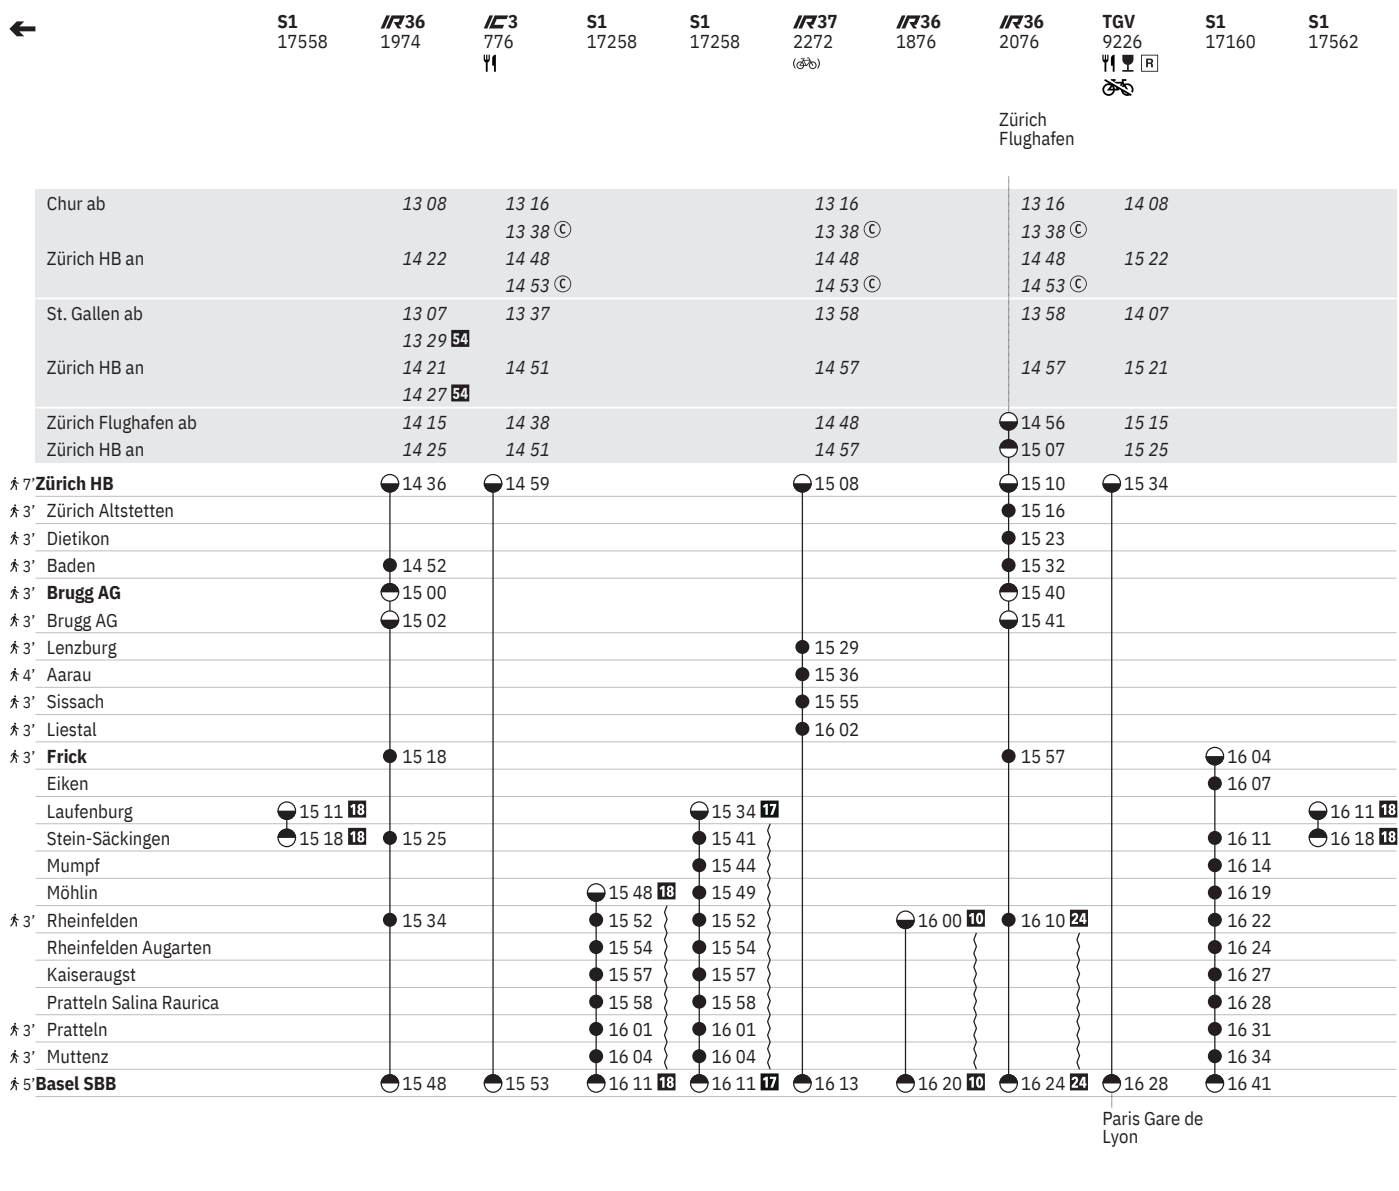 S1 IR36 IC3 S1 S1 IR37 IR36 IR36 TGV S1 S1
17558 1974 776 17258 17258 2272 1876 2076 9226 17160 17562
R
Zürich
Flughafen
Chur ab 13 08 13 16 13 16 13 16 14 08
13 38 C 13 38 C 13 38 C
Zürich HB an 14 22 14 48 14 48 14 48 15 22
14 53 C 14 53 C 14 53 C
St. Gallen ab 13 07 13 37 13 58 13 58 14 07
13 29 54
Zürich HB an 14 21 14 51 14 57 14 57 15 21
14 27 54
Zürich Flughafen ab 14 15 14 38 14 48 14 56 15 15
Zürich HB an 14 25 14 51 14 57 15 07 15 25
7’ Zürich HB 14 36 14 59 15 08 15 10 15 34
3’ Zürich Altstetten 15 16
3’ Dietikon 15 23
3’ Baden 14 52 15 32
3’ Brugg AG 15 00 15 40
3’ Brugg AG 15 02 15 41
3’ Lenzburg 15 29
4’ Aarau 15 36
3’ Sissach 15 55
3’ Liestal 16 02
3’ Frick 15 18 15 57 16 04
Eiken 16 07
Laufenburg 15 11 18 15 34 17 16 11 18
Stein-Säckingen 15 18 18 15 25 15 41 16 11 16 18 18
Mumpf 15 44 16 14
Möhlin 15 48 18 15 49 16 19
3’ Rheinfelden 15 34 15 52 15 52 16 00 10 16 10 24 16 22
Rheinfelden Augarten 15 54 15 54 16 24
Kaiseraugst 15 57 15 57 16 27
Pratteln Salina Raurica 15 58 15 58 16 28
3’ Pratteln 16 01 16 01 16 31
3’ Muttenz 16 04 16 04 16 34
5’ Basel SBB 15 48 15 53 16 11 18 16 11 17 16 13 16 20 10 16 24 24 16 28 16 41
Paris Gare de
Lyon